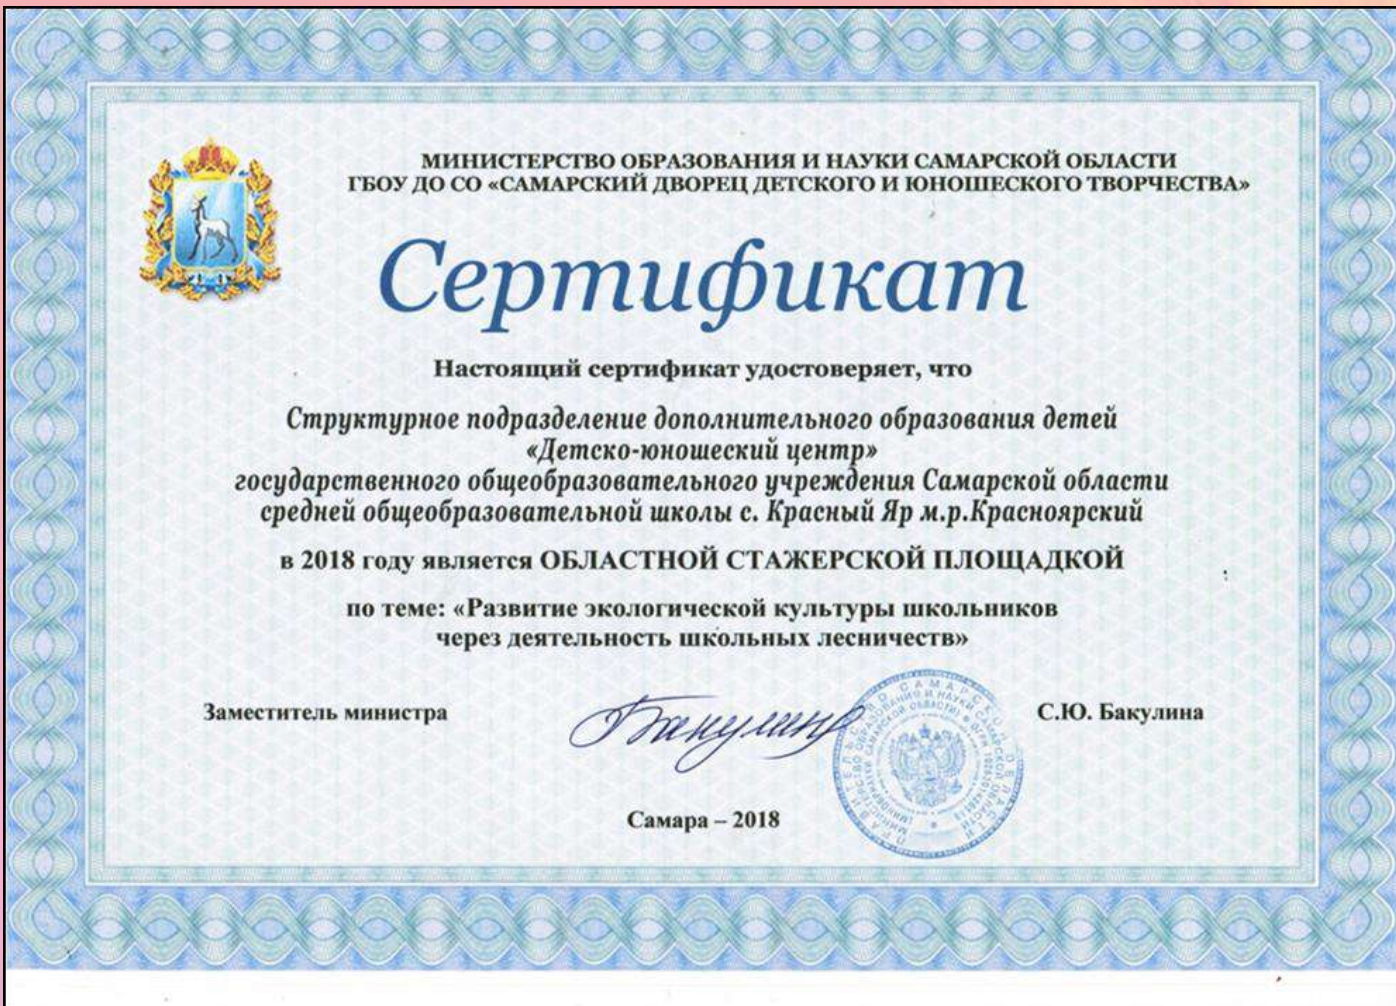 МИНИСТЕРСТВО ОБРАЗОВАНИЯ И НАУКИ САМАРСКОЙ ОБЛАСТИ
ГБОУ ДО СО «САМАРСКИЙ ДВОРЕЦ ДЕТСКОГО И ЮНОШЕСКОГО ТВОРЧЕСТВА»
Сертификат
Настоящий сертификат удостоверяет, что
Структурное подразделение дополнительного образования детей
«Детско-юношеский центр»
государственного общеобразовательного учреждения Самарской области
средней общеобразовательной школы с. Красный Яр м.р.Красноярский
в 2018 году является ОБЛАСТНОЙ СТАЖЕРСКОЙ ПЛОЩАДКОЙ
по теме: «Развитие экологической культуры школьников
через деятельность школьных лесничеств»
Заместитель министра
С.Ю. Бакулина
Самара – 2018